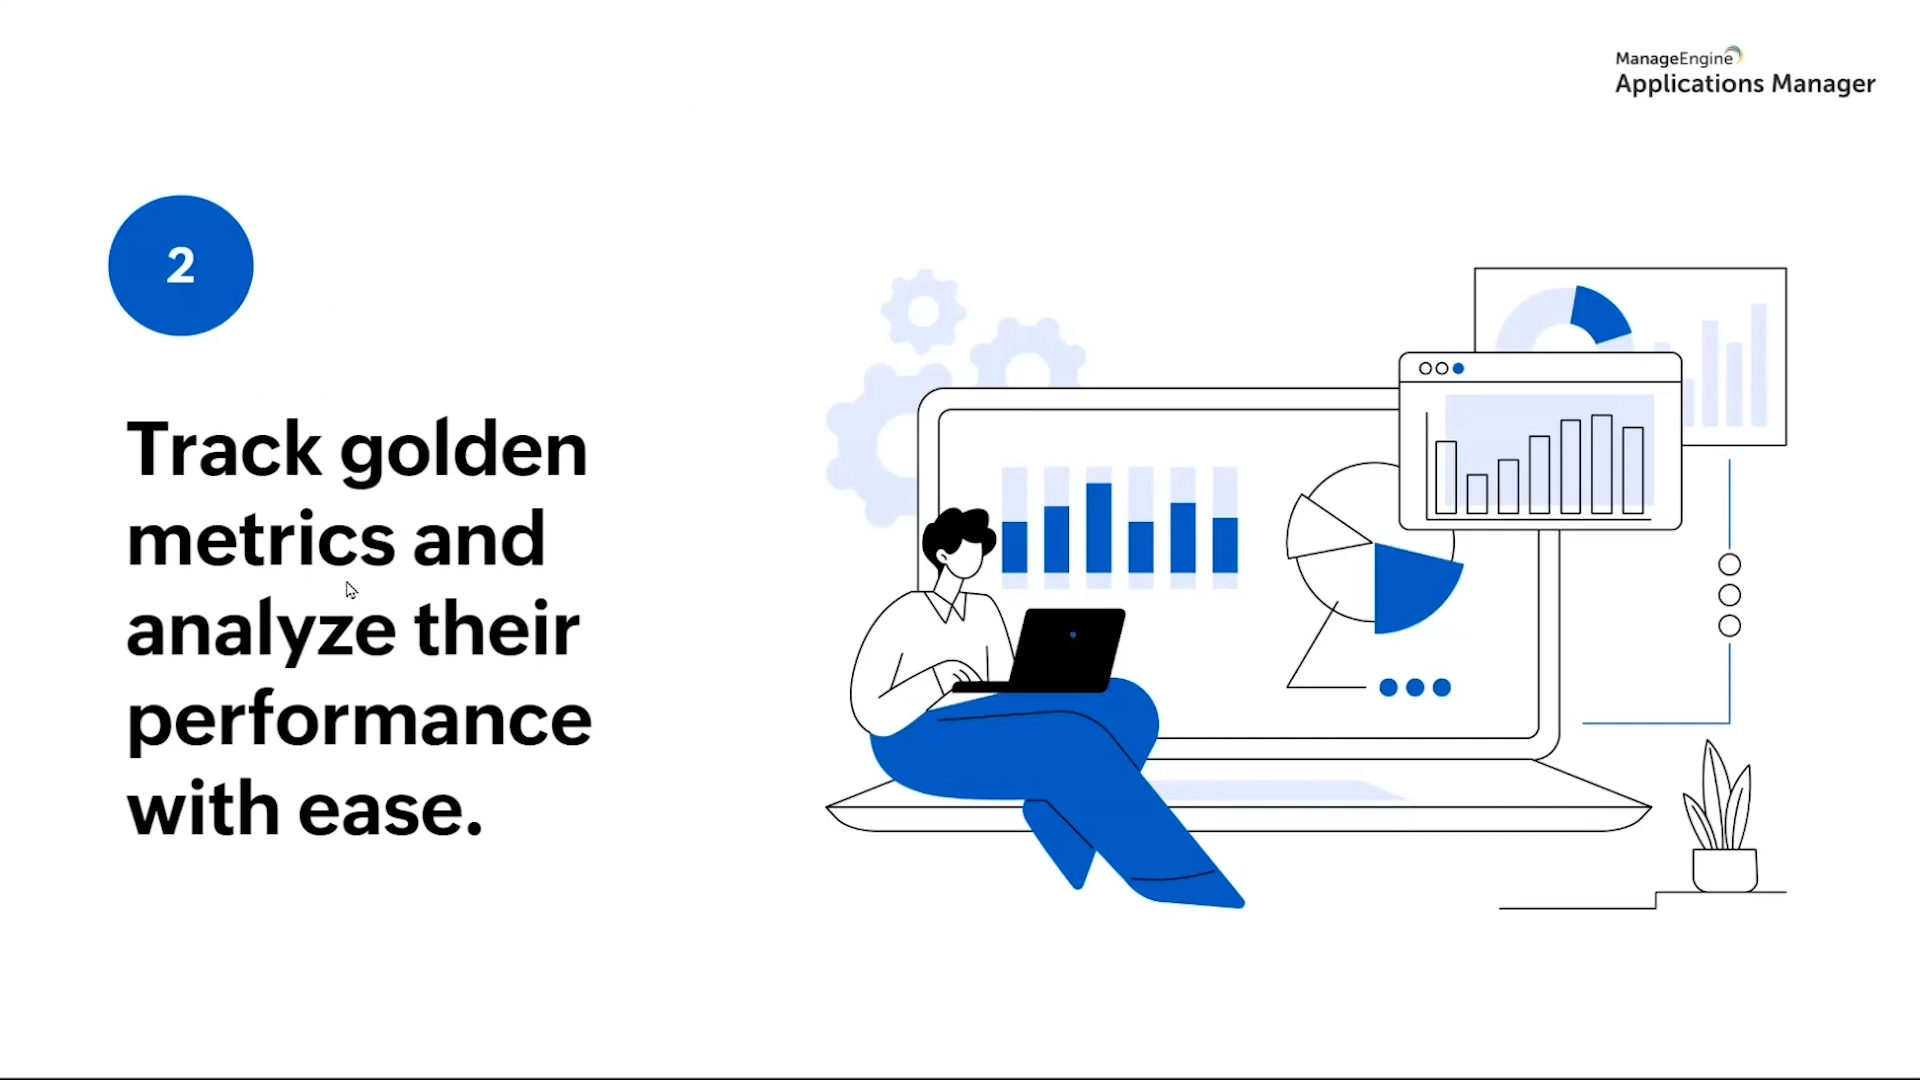 ManageEngine
Applications Manager
2
Track golden
metrics and
analyze their
performance
with ease.